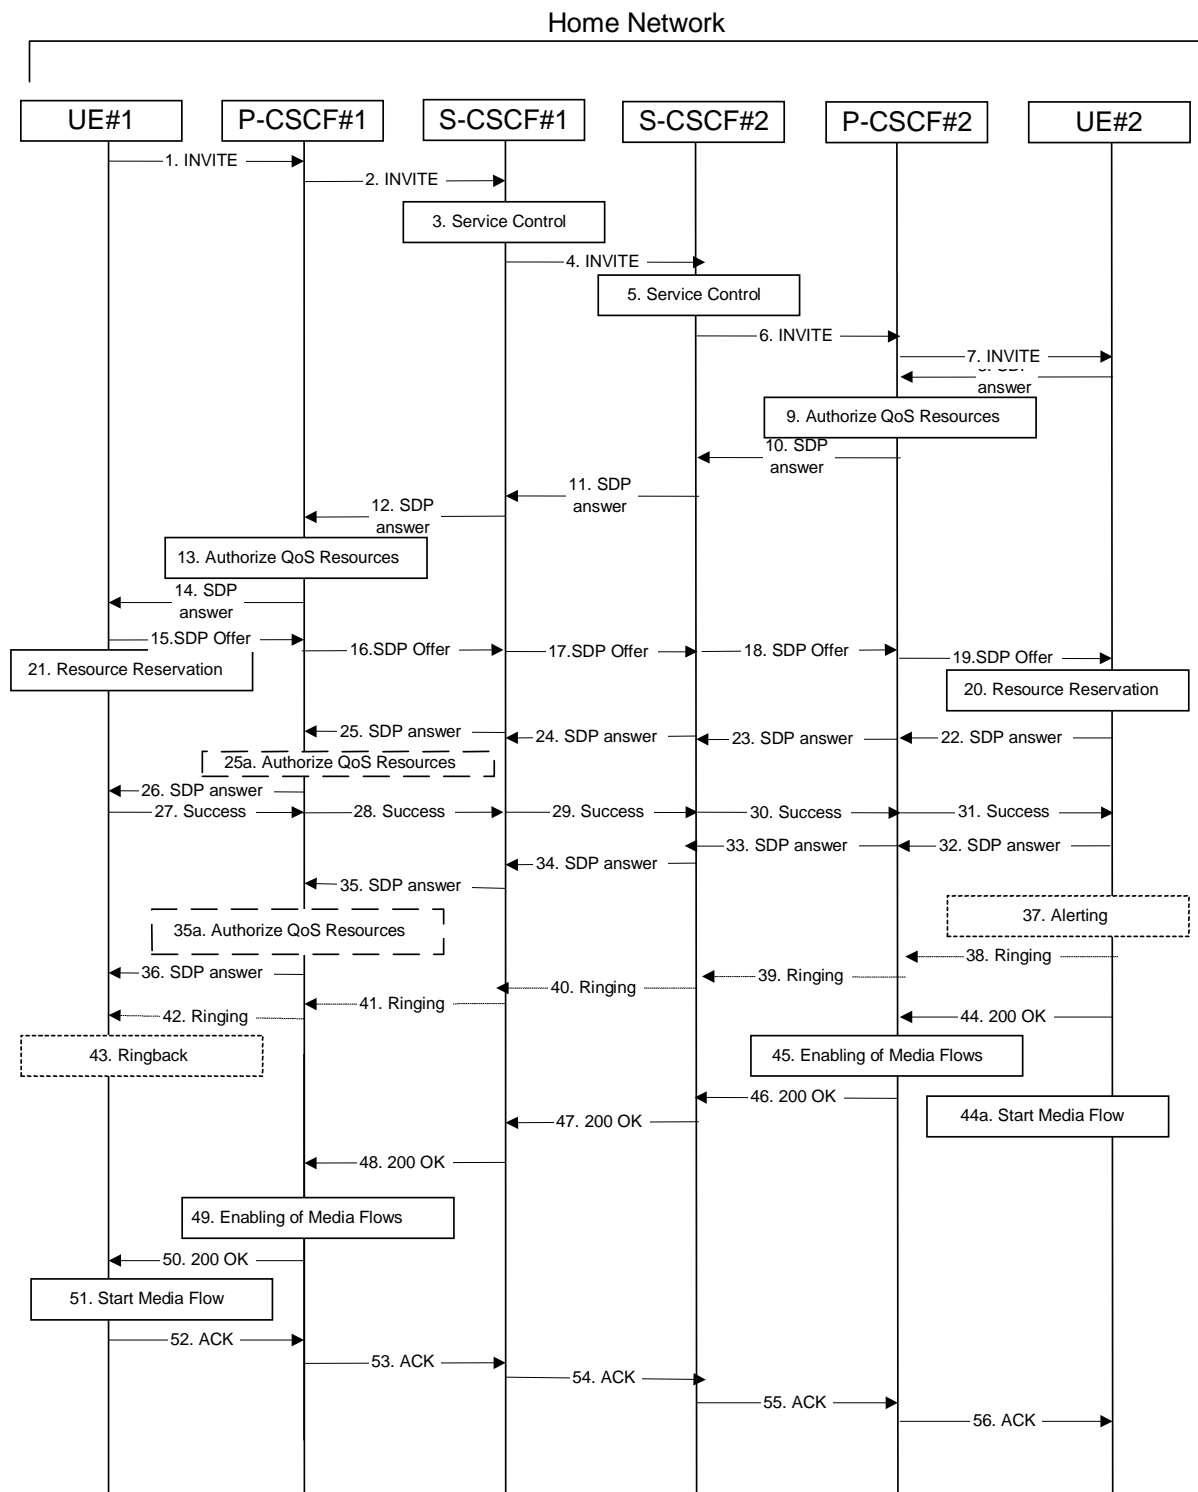 Home Network
UE#1
P-CSCF#1
S-CSCF#1
S-CSCF#2
P-CSCF#2
UE#2
1. INVITE
2. INVITE
3. Service Control
4. INVITE
5. Service Control
6. INVITE
7. INVITE
SDP
answer
9. Authorize QoS Resources
10. SDP
answer
11. SDP
answer
12. SDP
answer
13. Authorize QoS Resources
14. SDP
answer
15.SDP Offer
16.SDP Offer
17.SDP Offer
18. SDP Offer
19.SDP Offer
21. Resource Reservation
20. Resource Reservation
25. SDP answer
24. SDP answer
23. SDP answer
22. SDP answer
25a. Authorize QoS Resources
26. SDP answer
27. Success
28. Success
29. Success
30. Success
31. Success
33. SDP answer
32. SDP answer
34. SDP answer
35. SDP answer
35a. Authorize QoS Resources
37. Alerting
36. SDP answer
38. Ringing
39. Ringing
40. Ringing
41. Ringing
42. Ringing
44. 200 OK
43. Ringback
45. Enabling of Media Flows
46. 200 OK
44a. Start Media Flow
47. 200 OK
48. 200 OK
49. Enabling of Media Flows
50. 200 OK
51. Start Media Flow
52. ACK
53. ACK
54. ACK
55. ACK
56. ACK